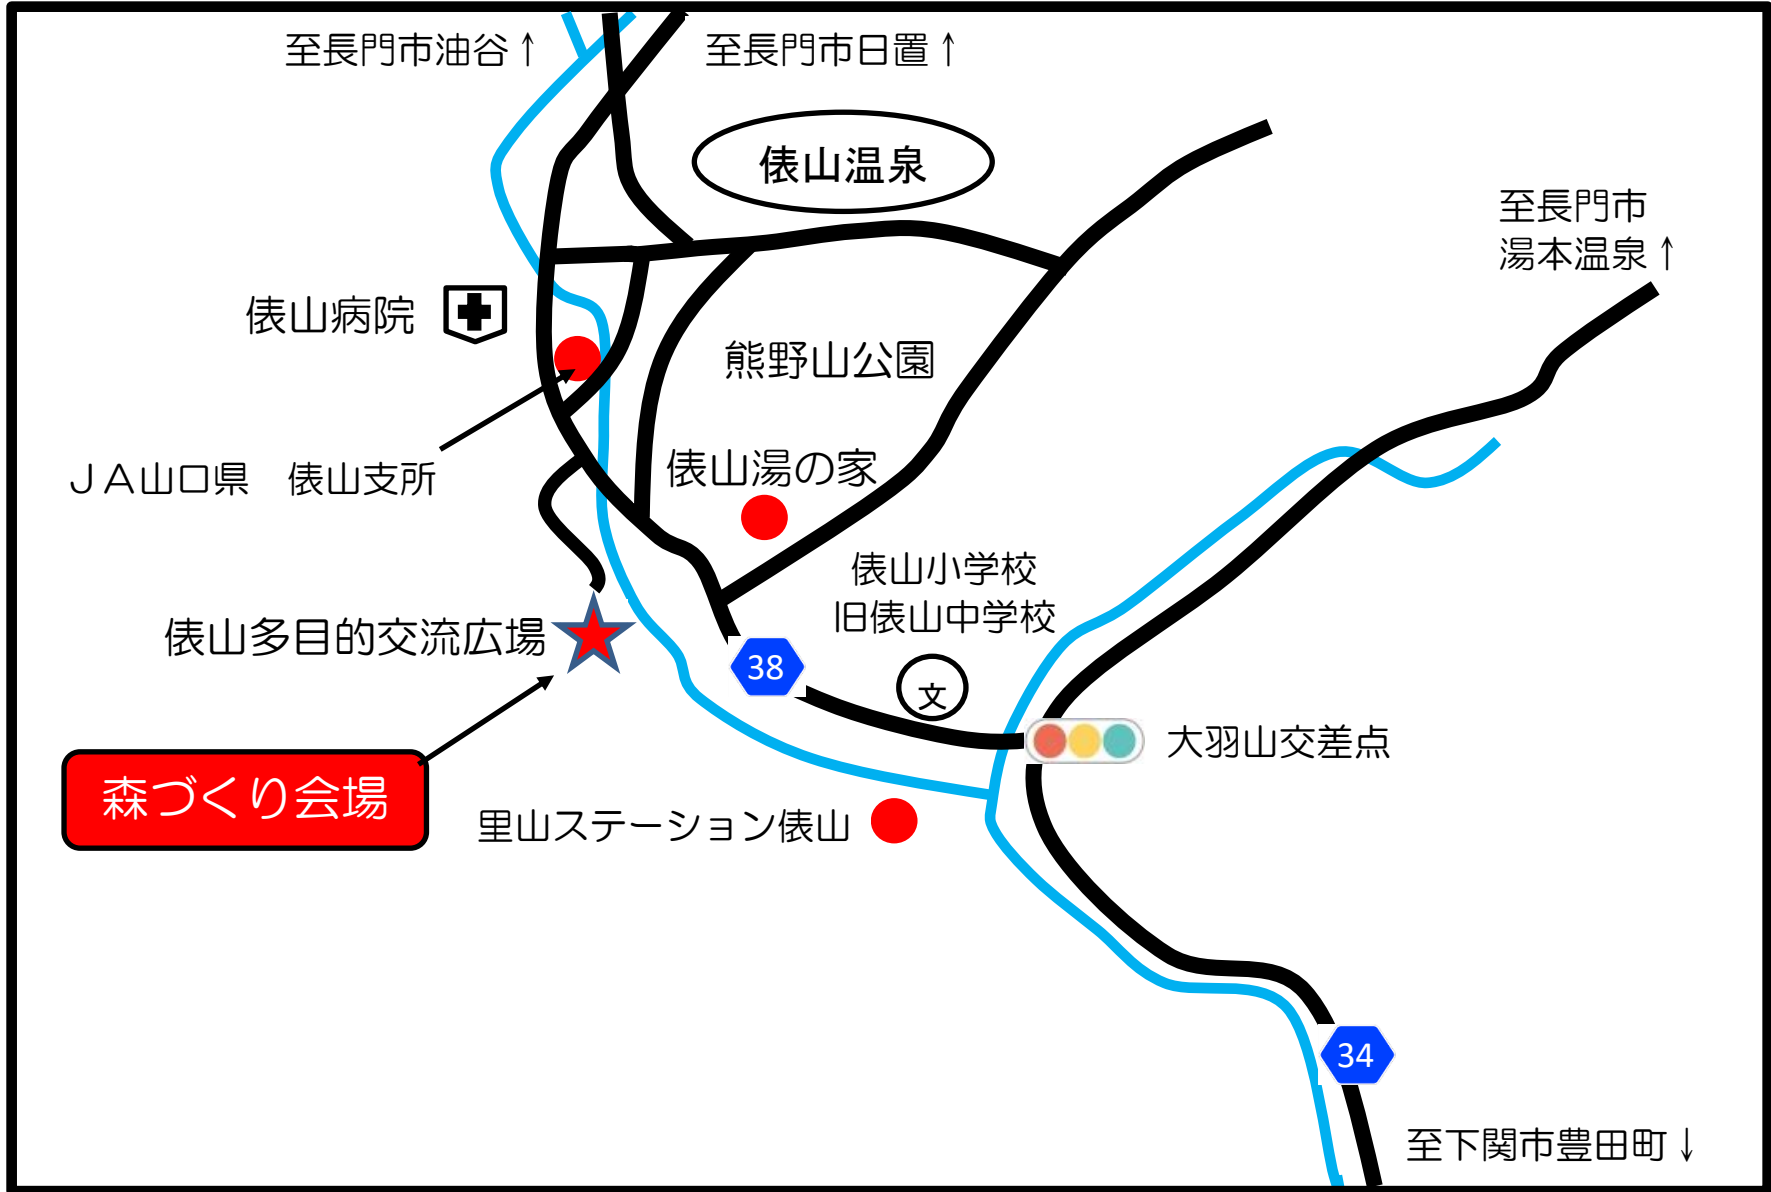 至長門市油谷↑
至長門市日置↑
俵山温泉
至長門市
湯本温泉↑
俵山病院
熊野山公園
JA山口県　俵山支所
俵山湯の家
俵山小学校
旧俵山中学校
俵山多目的交流広場
38
文
大羽山交差点
森づくり会場
里山ステーション俵山
34
至下関市豊田町↓